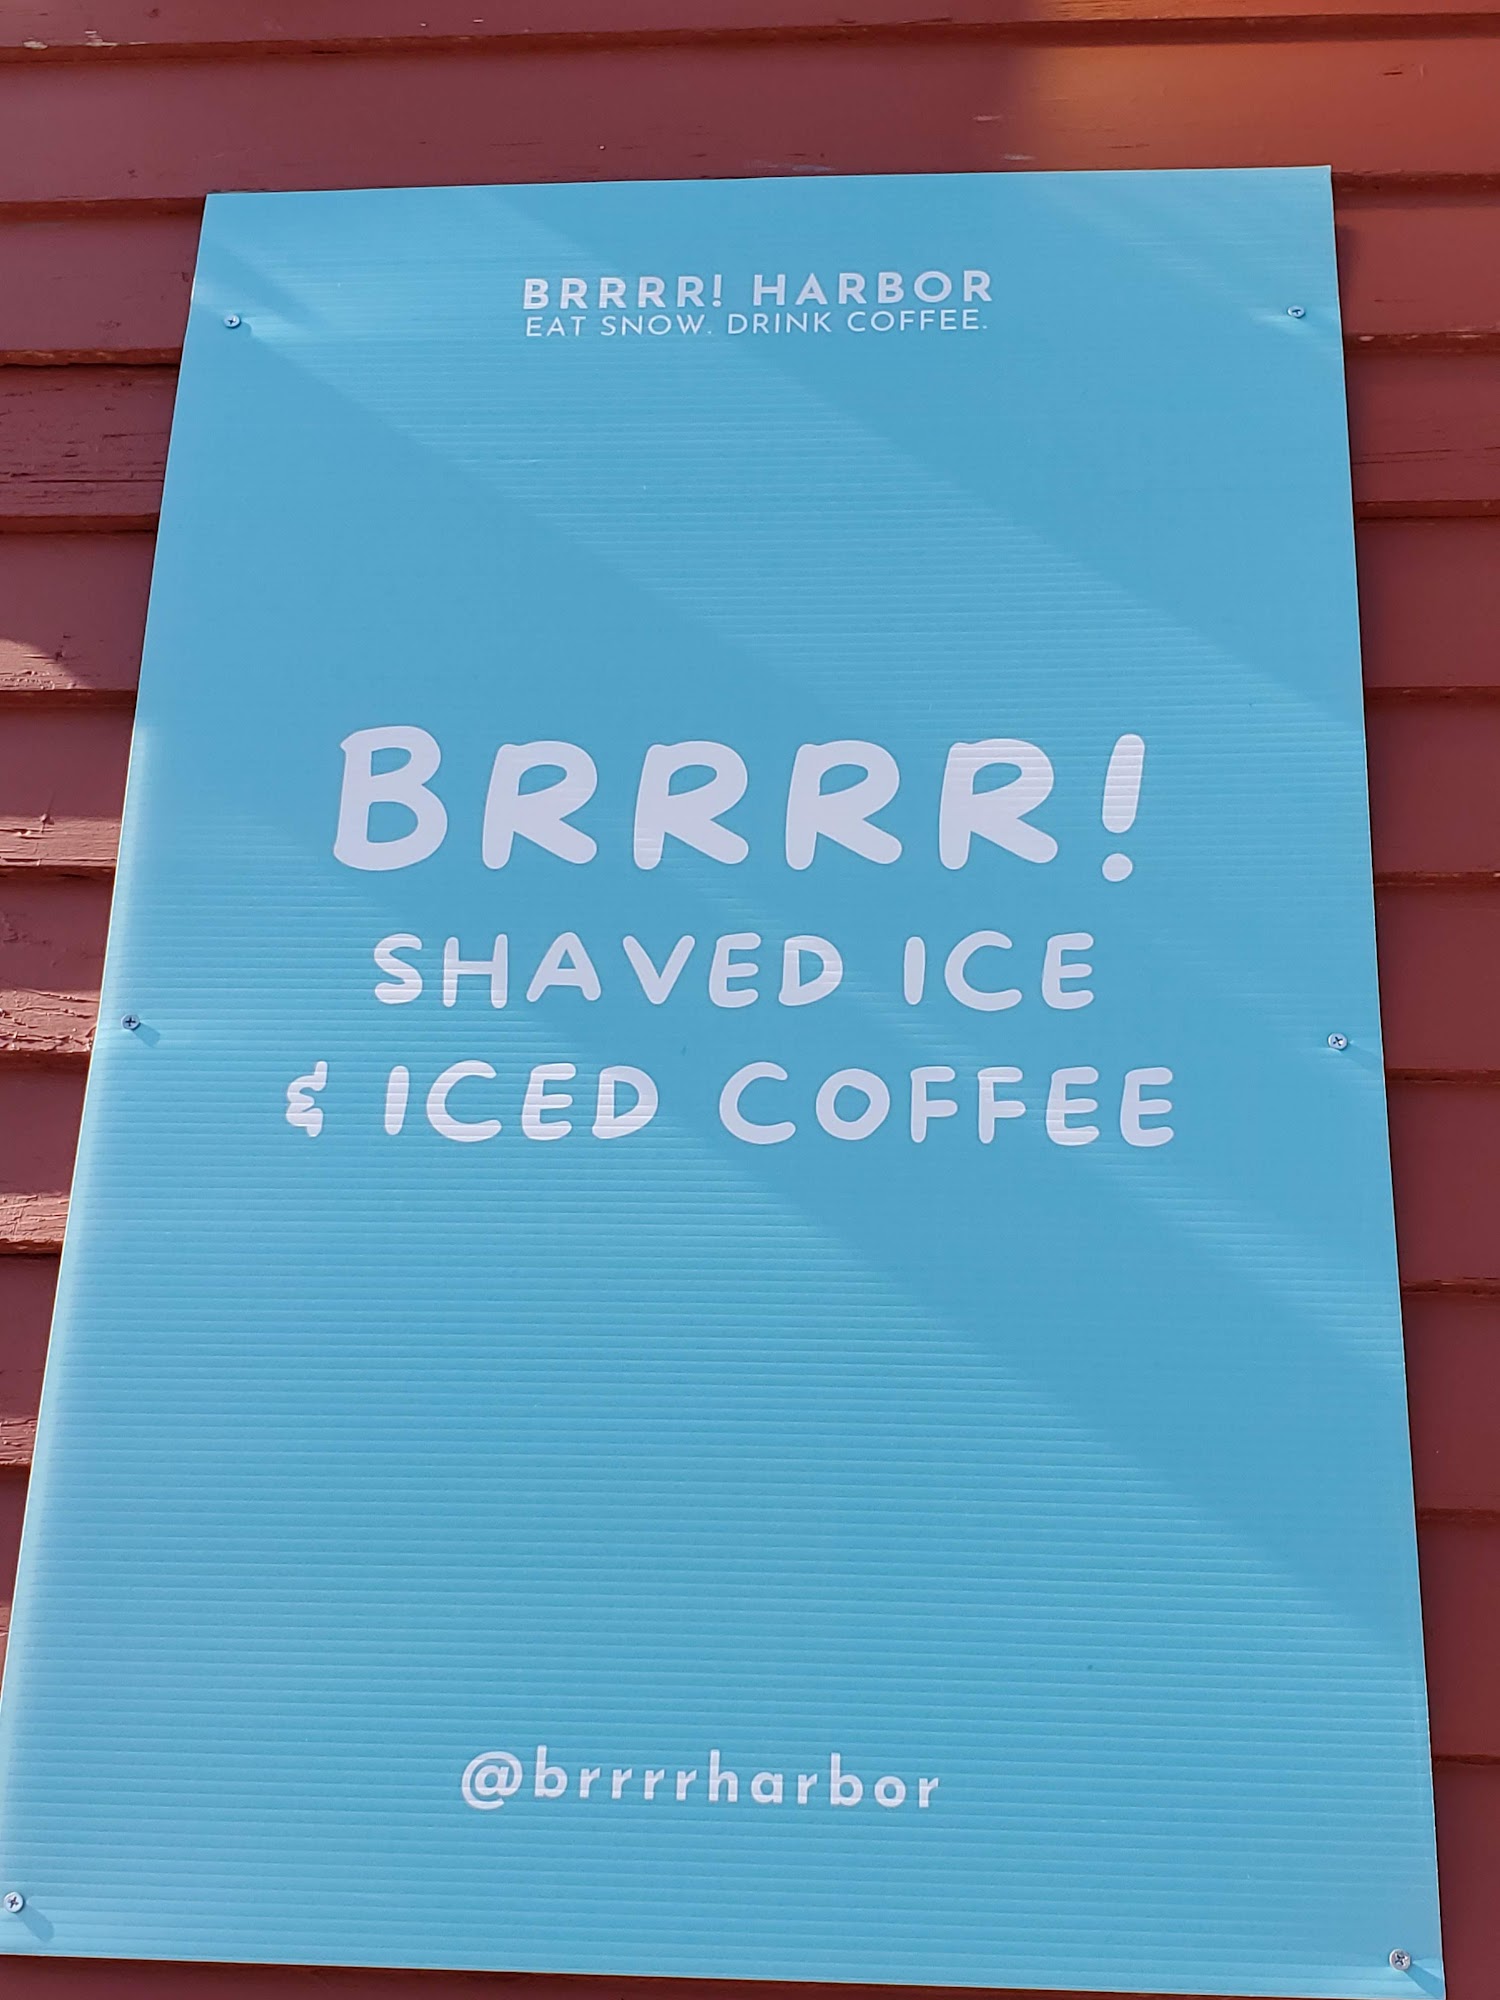 BRRRR! HARBOR
EAT SNOW. DRINK COFFEE.
BRRRR!
SHAVED ICE
& ICED COFFEE
@brrrrharbor